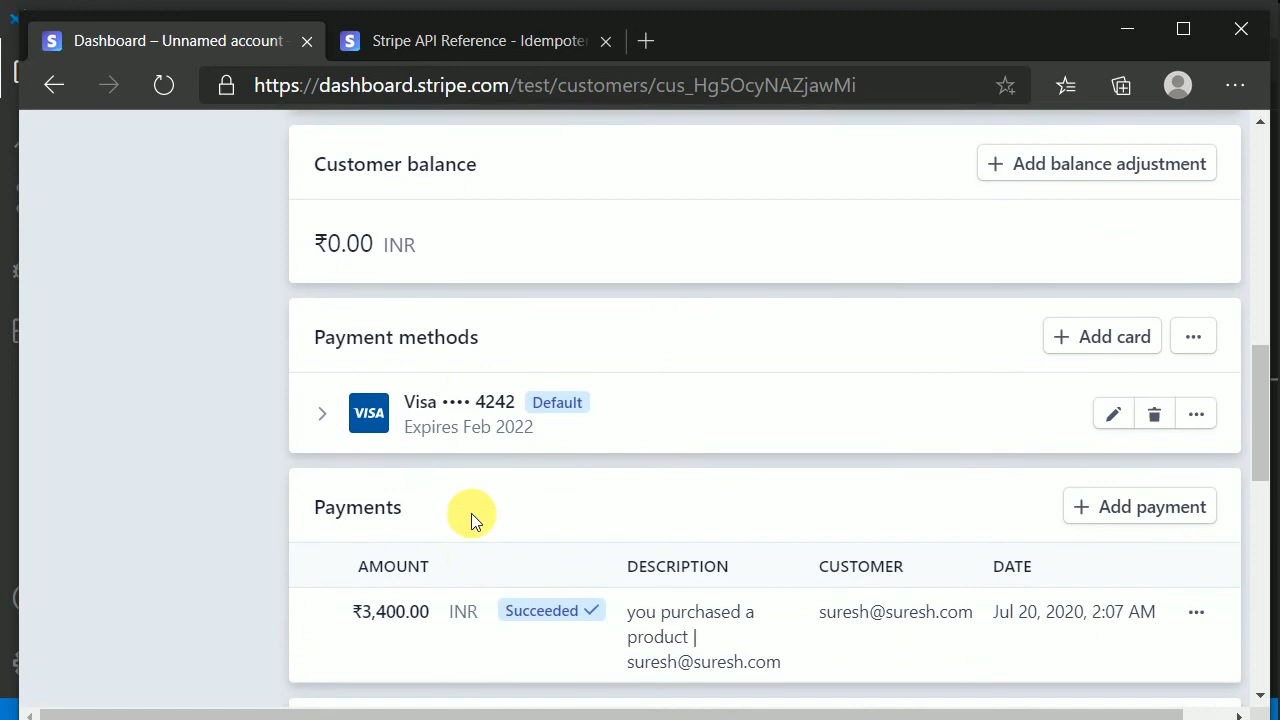 Dashboard – Unnamed account
Stripe API Reference - Idempoter
https://dashboard.stripe.com/test/customers/cus_Hg5OcyNAZjawMi
Customer balance
Add balance adjustment
₹0.00 INR
Payment methods
Add card
VISA
Visa •••• 4242 Default
Expires Feb 2022
Payments
Add payment
AMOUNT DESCRIPTION CUSTOMER DATE
₹3,400.00 INR Succeeded ✓ you purchased a suresh@suresh.com Jul 20, 2020, 2:07 AM
product |
suresh@suresh.com